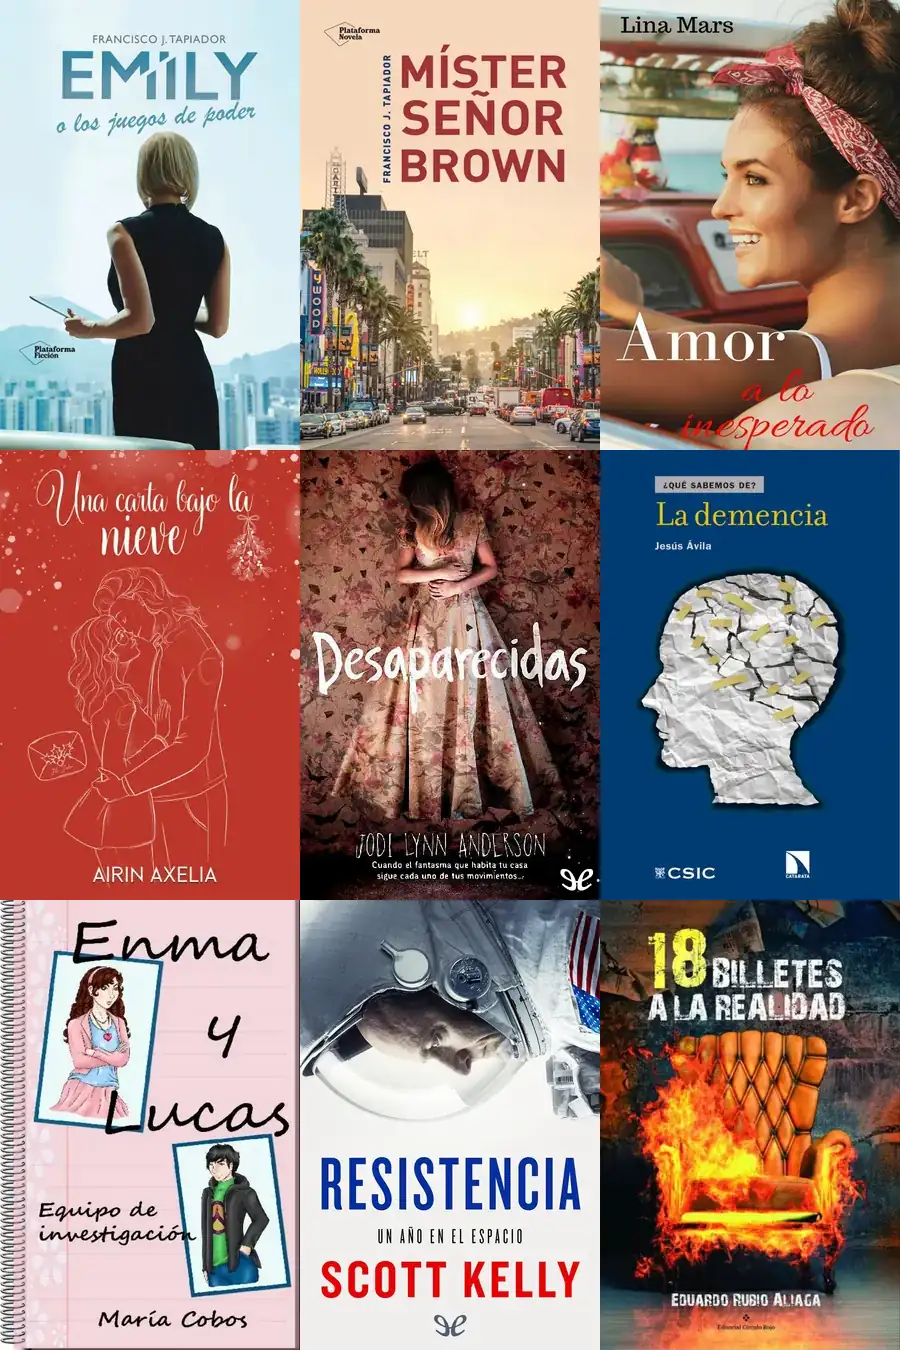 FRANCISCO J. TAPIADOR
EMILY
o los juegos de poder
Plataforma
Ficción
Plataforma
Novela
FRANCISCO J. TAPIADOR
MÍSTER
SEÑOR
BROWN
Lina Mars
Amor
a lo
inesperado
Una carta bajo la
nieve
AIRIN AXELIA
Desaparecidas
JODI LYNN ANDERSON
Cuando el fantasma que habita tu casa
sigue cada uno de tus movimientos...
¿QUÉ SABEMOS DE?
La demencia
Jesús Ávila
CSIC
CATARATA
Enma
y
Lucas
Equipo de
investigación
María Cobos
RESISTENCIA
UN AÑO EN EL ESPACIO
SCOTT KELLY
18 BILLETES
A LA REALIDAD
EDUARDO RUBIO ALIAGA
Editorial Círculo Rojo